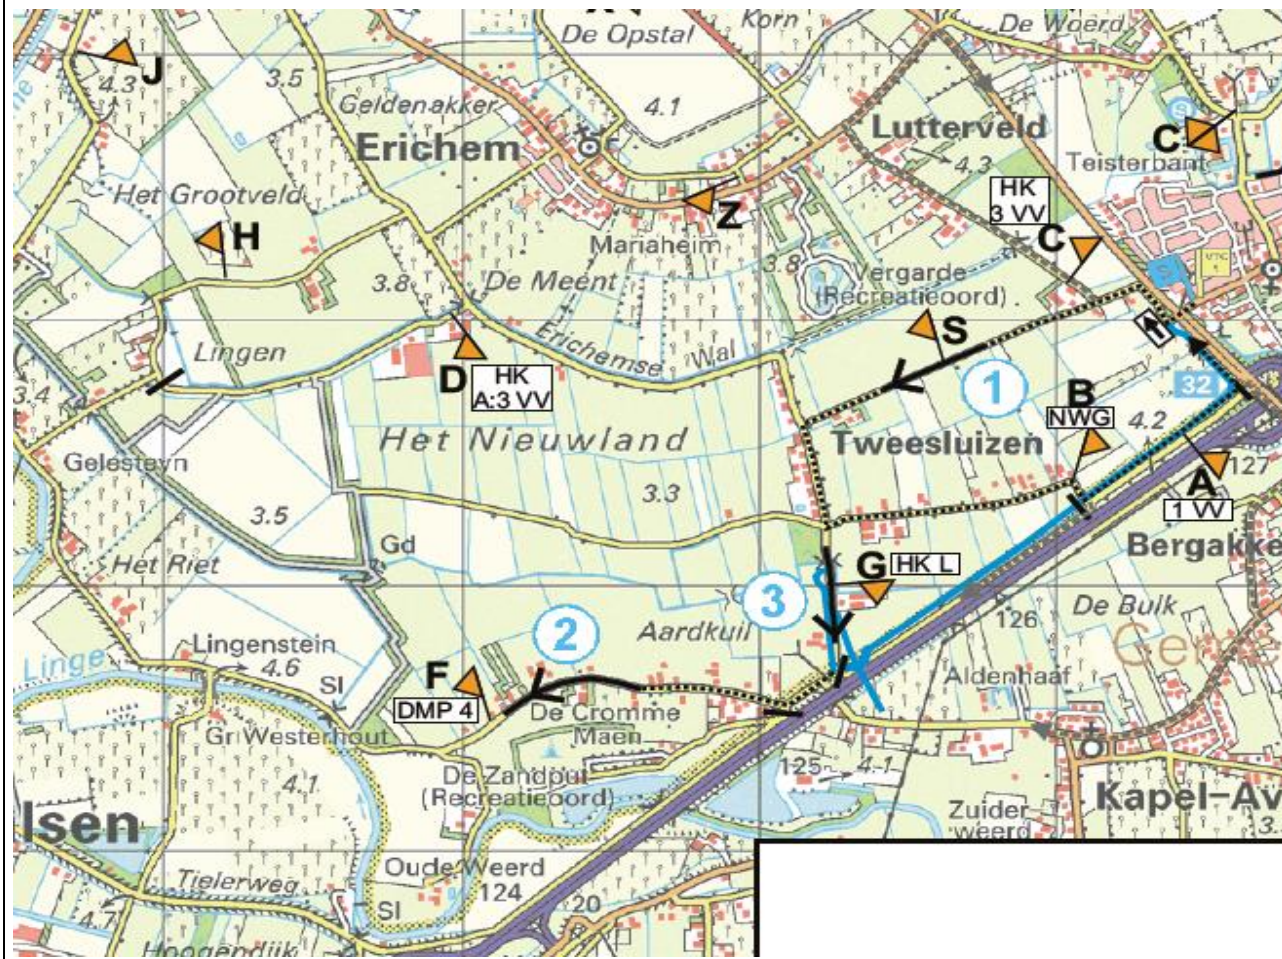 De Opstal
Korn
De Woerd
J
4.3
3.5
Geldenakker
4.1
Erichem
Lutterveld
4.3
C
Teisterbant
HK
3 VV
Het Grootveld
H
Z
Mariaheim
C
3.8
De Meent
3.8
Vergarde
(Recreatieoord)
S
Lingen
Erichemse Wal
D
HK
A:3 VV
1
32
B
NWG
4.2
3.4
Het Nieuwland
Tweesluizen
127
A
1 VV
Gelesteyn
3.3
3.5
Gd
Bergakke
Het Riet
G
HK L
3
De Bulk
126
2
Aardkuil
Lingenstein
4.6
Linge
Sl
F
DMP 4
Aldenhaaf
Gr Westerhout
De Cromme
Maen
4.1
De Zandput
(Recreatieoord)
125
4.1
Kapel-Av
Zuider
weerd
lsen
Oude Weerd
Tielerweg
124
4.7
Sl
20
Hoogendijk